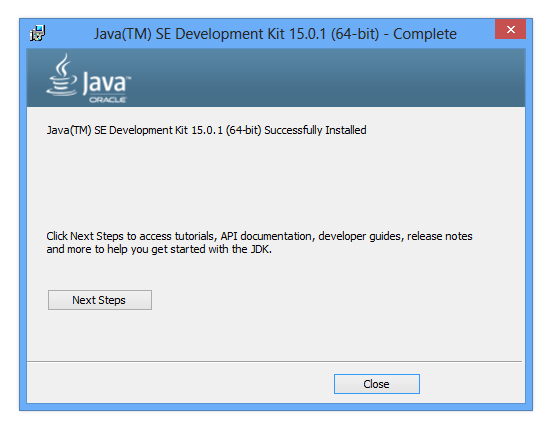 Java(TM) SE Development Kit 15.0.1 (64-bit) - Complete
Java™
ORACLE
Java(TM) SE Development Kit 15.0.1 (64-bit) Successfully Installed
Click Next Steps to access tutorials, API documentation, developer guides, release notes
and more to help you get started with the JDK.
Next Steps
Close